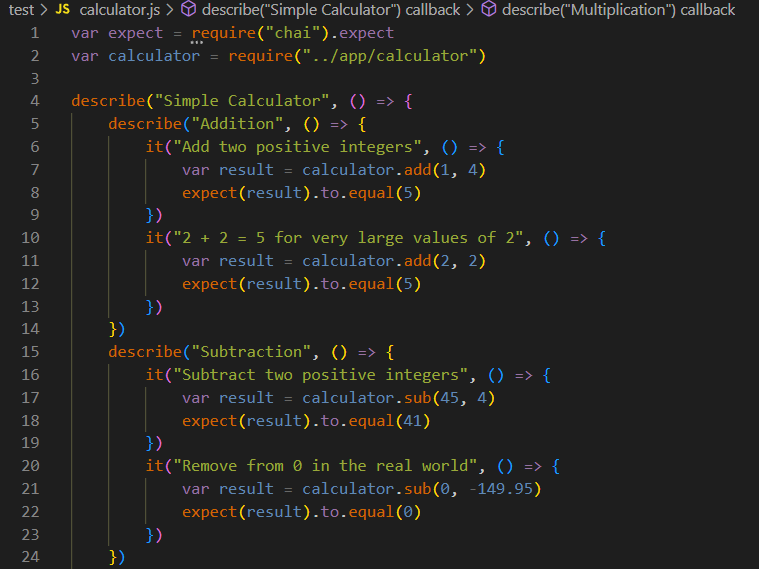 test > JS calculator.js > describe("Simple Calculator") callback > describe("Multiplication") callback
1 var expect = require("chai").expect
2 var calculator = require("../app/calculator")
3
4 describe("Simple Calculator", () => {
5     describe("Addition", () => {
6         it("Add two positive integers", () => {
7             var result = calculator.add(1, 4)
8             expect(result).to.equal(5)
9         })
10         it("2 + 2 = 5 for very large values of 2", () => {
11             var result = calculator.add(2, 2)
12             expect(result).to.equal(5)
13         })
14     })
15     describe("Subtraction", () => {
16         it("Subtract two positive integers", () => {
17             var result = calculator.sub(45, 4)
18             expect(result).to.equal(41)
19         })
20         it("Remove from 0 in the real world", () => {
21             var result = calculator.sub(0, -149.95)
22             expect(result).to.equal(0)
23         })
24     })